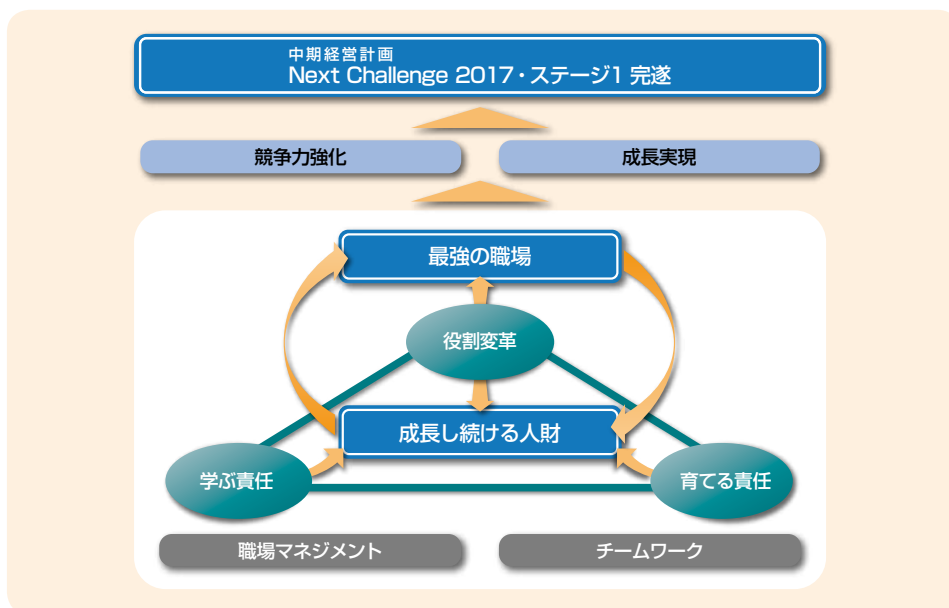 中期経営計画
Next Challenge 2017・ステージ1 完遂
競争力強化
成長実現
最強の職場
役割変革
成長し続ける人財
学ぶ責任
育てる責任
職場マネジメント
チームワーク